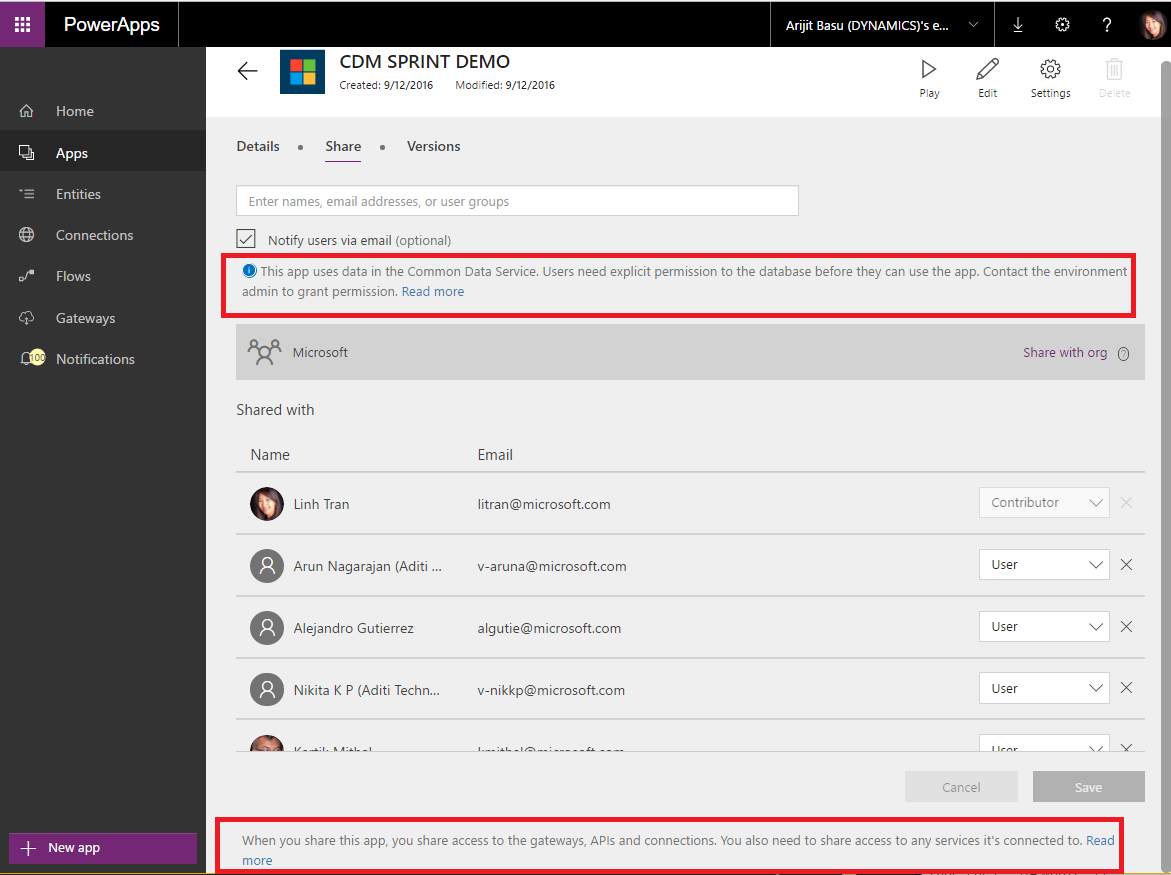 PowerApps
Arijit Basu (DYNAMICS)'s e...
?
CDM SPRINT DEMO
Created: 9/12/2016 Modified: 9/12/2016
Play
Edit
Settings
Delete
Home
Apps
Entities
Connections
Flows
Gateways
100
Notifications
New app
Details • Share • Versions
Enter names, email addresses, or user groups
Notify users via email (optional)
This app uses data in the Common Data Service. Users need explicit permission to the database before they can use the app. Contact the environment
admin to grant permission. Read more
Microsoft
Share with org ?
Shared with
Name Email
Linh Tran litran@microsoft.com Contributor
Arun Nagarajan (Aditi ... v-aruna@microsoft.com User
Alejandro Gutierrez algutie@microsoft.com User
Nikita K P (Aditi Techn... v-nikkp@microsoft.com User
Kartik Mithal kmithal@microsoft.com User
Cancel Save
When you share this app, you share access to the gateways, APIs and connections. You also need to share access to any services it's connected to. Read
more